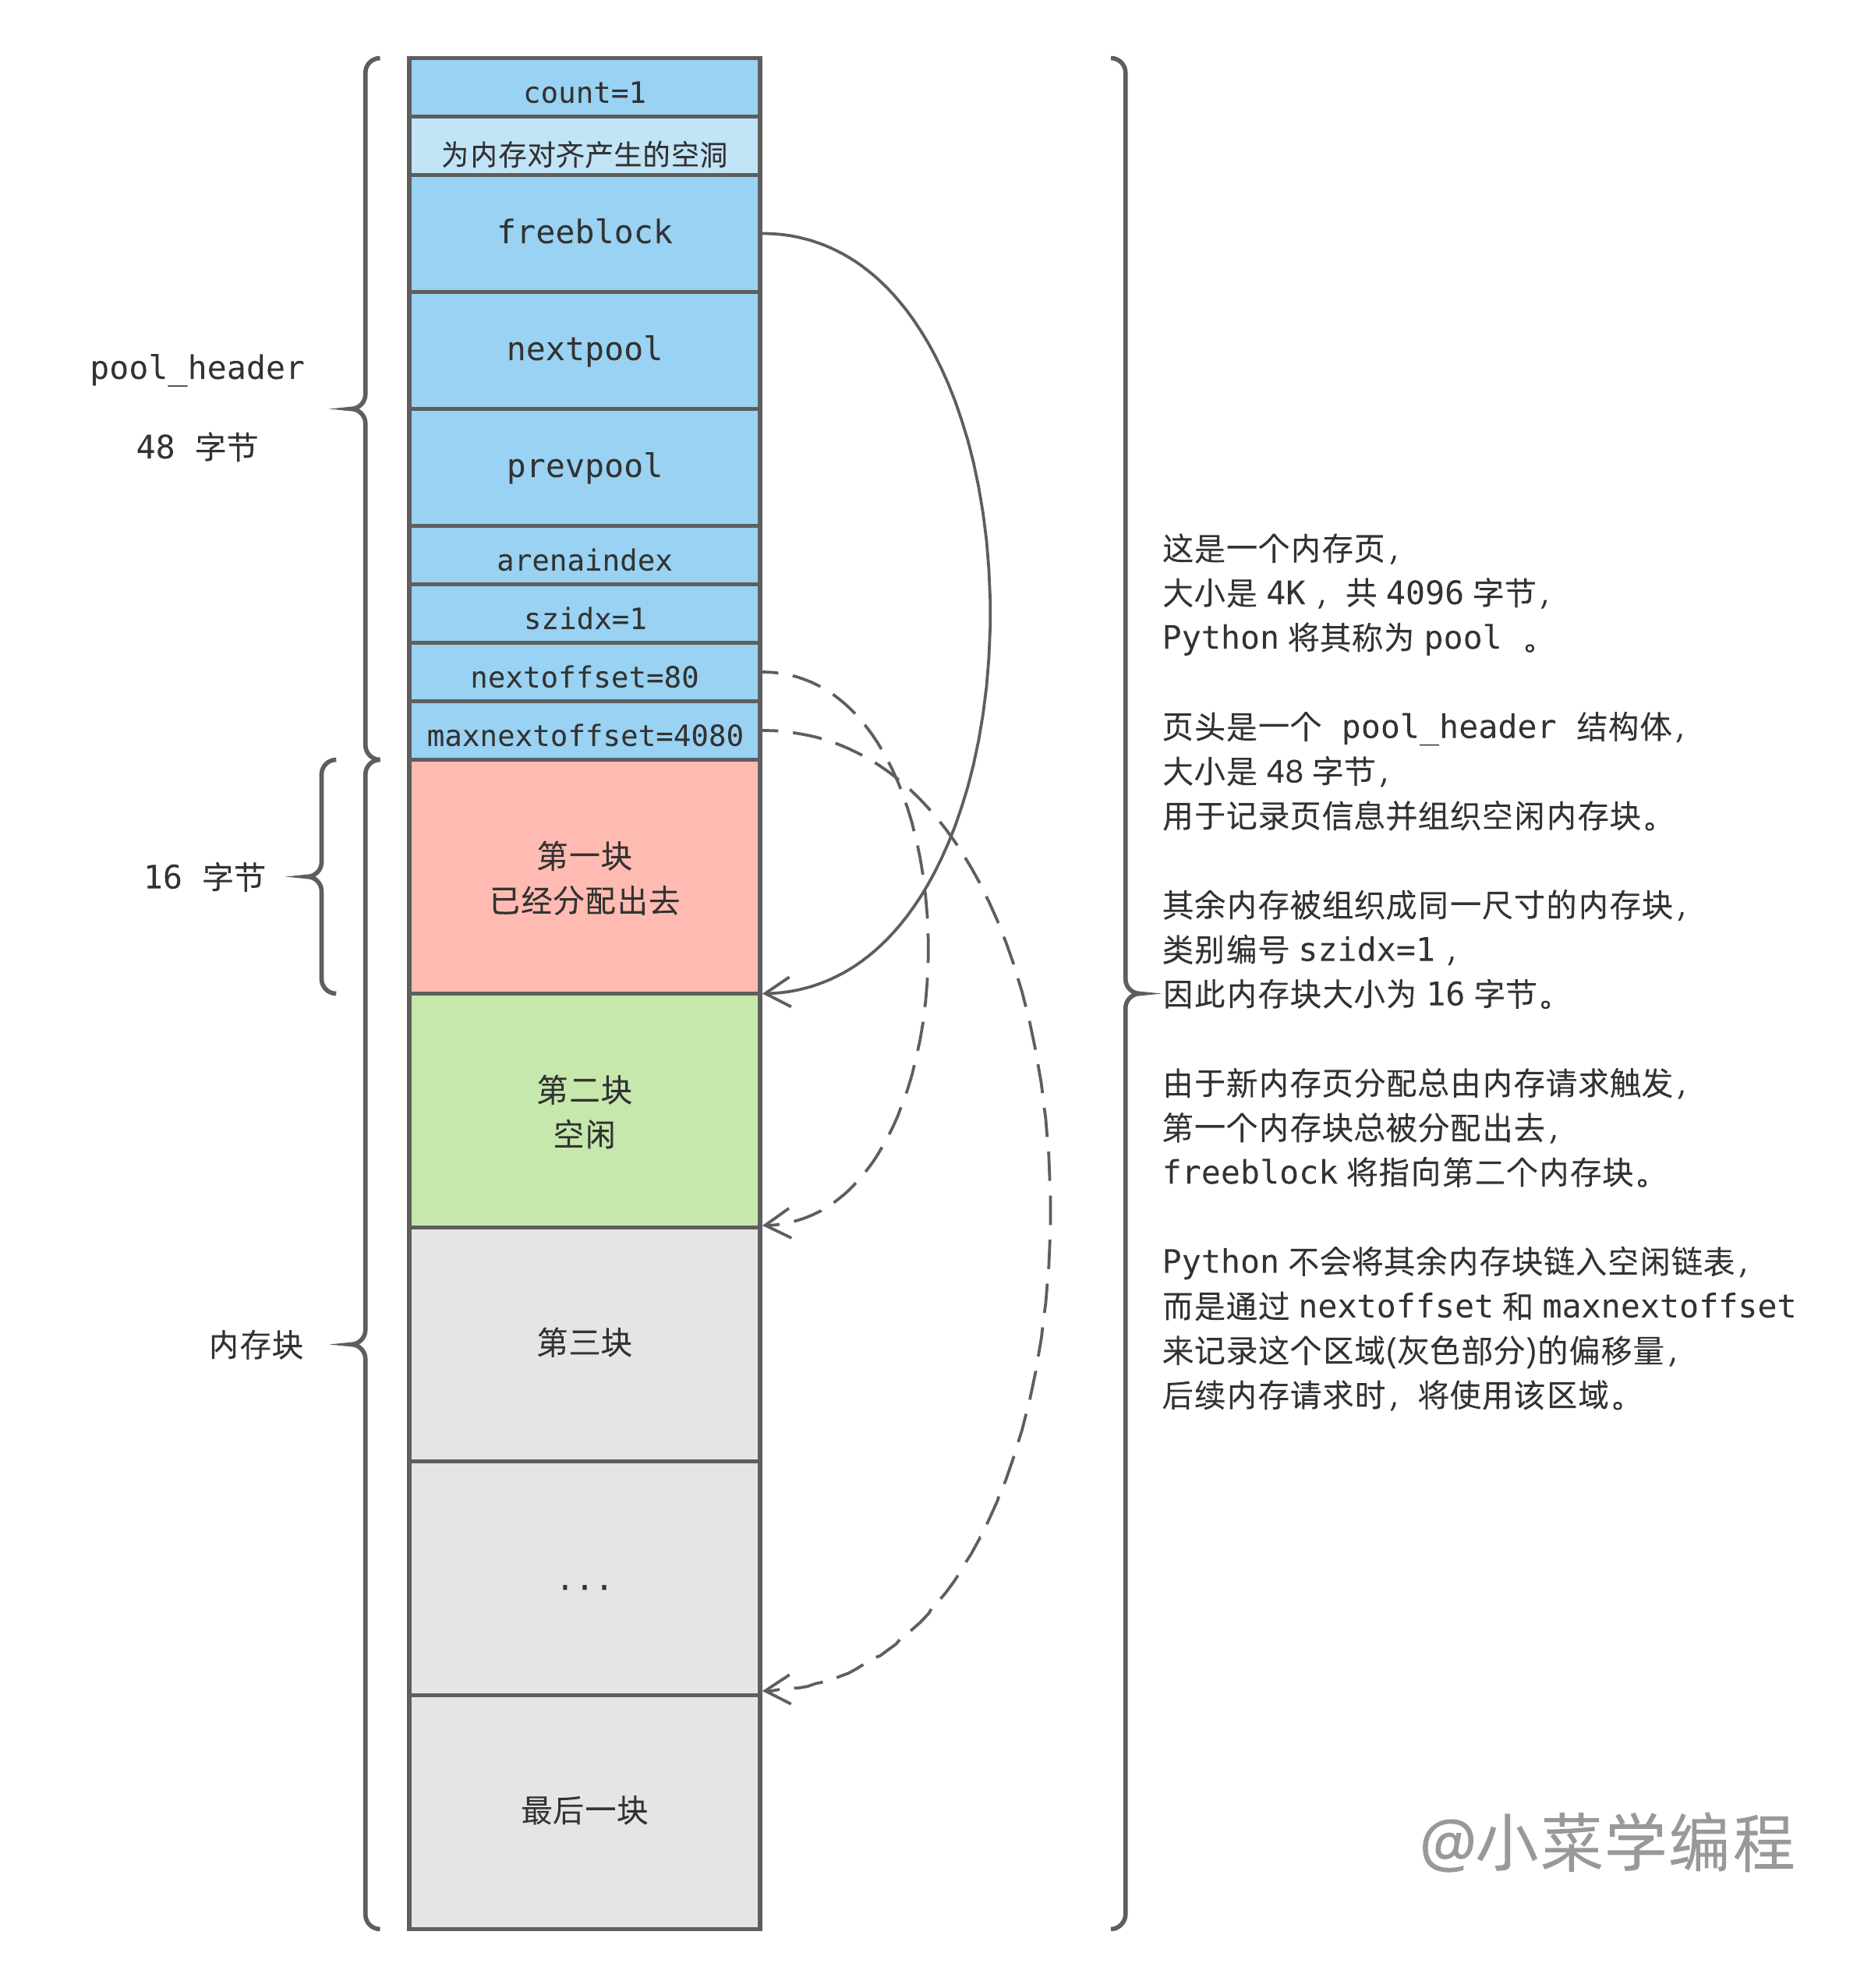 count=1
为内存对齐产生的空洞
freeblock
nextpool
pool_header
48 字节
prevpool
arenaindex
szidx=1
nextoffset=80
maxnextoffset=4080
16 字节
第一块
已经分配出去
第二块
空闲
内存块
第三块
...
最后一块
这是一个内存页，
大小是 4K ，共 4096 字节，
Python 将其称为 pool 。
页头是一个 pool_header 结构体，
大小是 48 字节，
用于记录页信息并组织空闲内存块。
其余内存被组织成同一尺寸的内存块，
类别编号 szidx=1 ，
因此内存块大小为 16 字节。
由于新内存页分配总由内存请求触发，
第一个内存块总被分配出去，
freeblock 将指向第二个内存块。
Python 不会将其余内存块链入空闲链表，
而是通过 nextoffset 和 maxnextoffset
来记录这个区域(灰色部分)的偏移量，
后续内存请求时，将使用该区域。
@小菜学编程